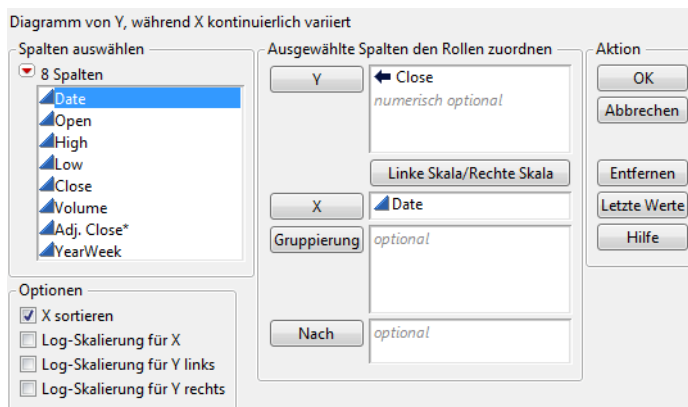 Diagramm von Y, während X kontinuierlich variiert
Spalten auswählen
8 Spalten
Date
Open
High
Low
Close
Volume
Adj. Close*
YearWeek
Optionen
X sortieren
Log-Skalierung für X
Log-Skalierung für Y links
Log-Skalierung für Y rechts
Ausgewählte Spalten den Rollen zuordnen
Y
Close
numerisch optional
Linke Skala/Rechte Skala
X
Date
Gruppierung
optional
Nach
optional
Aktion
OK
Abbrechen
Entfernen
Letzte Werte
Hilfe